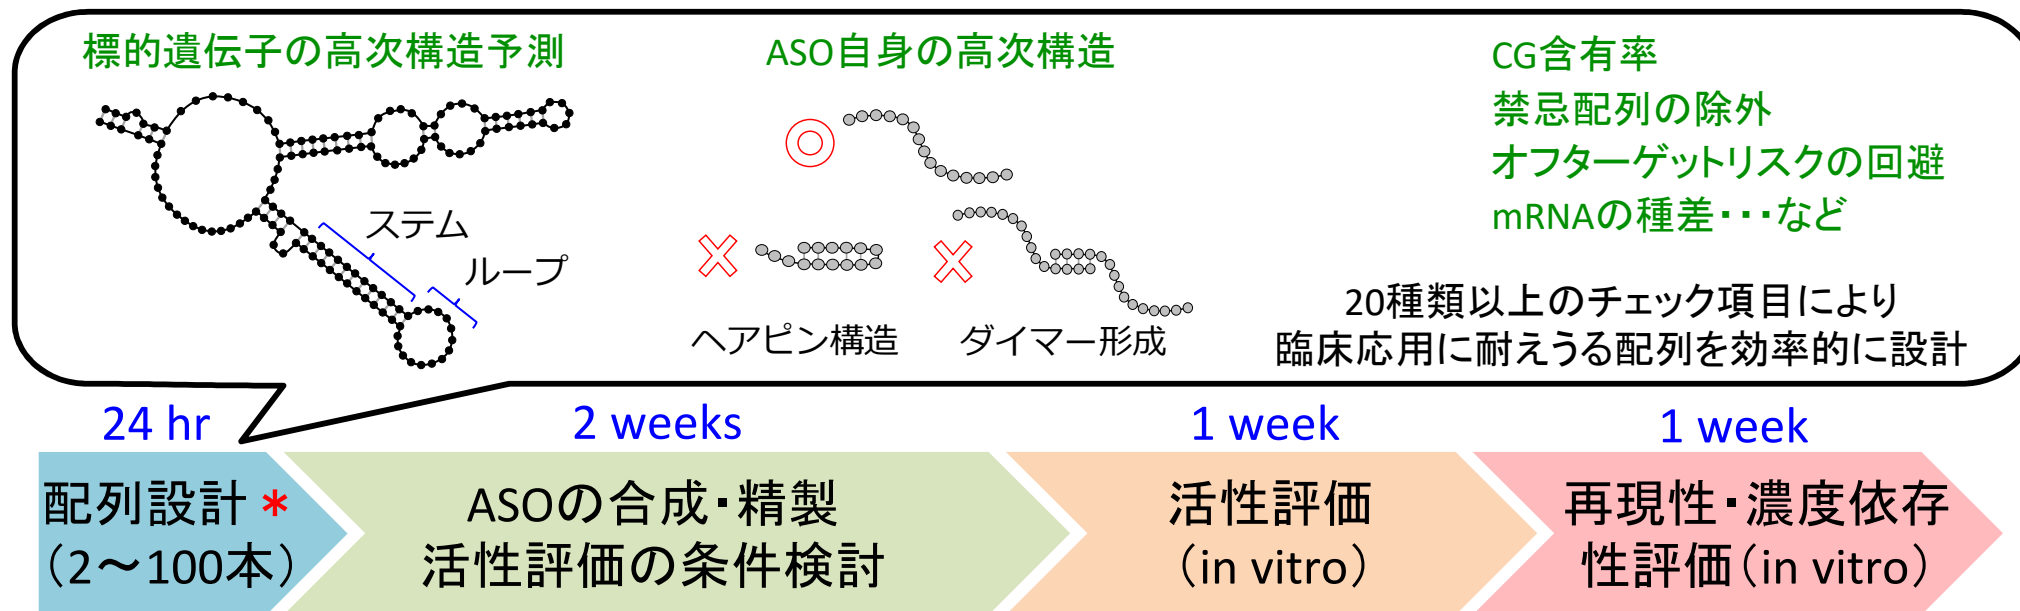 標的遺伝子の高次構造予測
ステム
ループ
ASO自身の高次構造
ヘアピン構造
ダイマー形成
CG含有率
禁忌配列の除外
オフターゲットリスクの回避
mRNAの種差・・・など
20種類以上のチェック項目により
臨床応用に耐えうる配列を効率的に設計
24 hr
2 weeks
1 week
1 week
配列設計*
（2～100本）
ASOの合成・精製
活性評価の条件検討
活性評価
（in vitro）
再現性・濃度依存
性評価（in vitro）